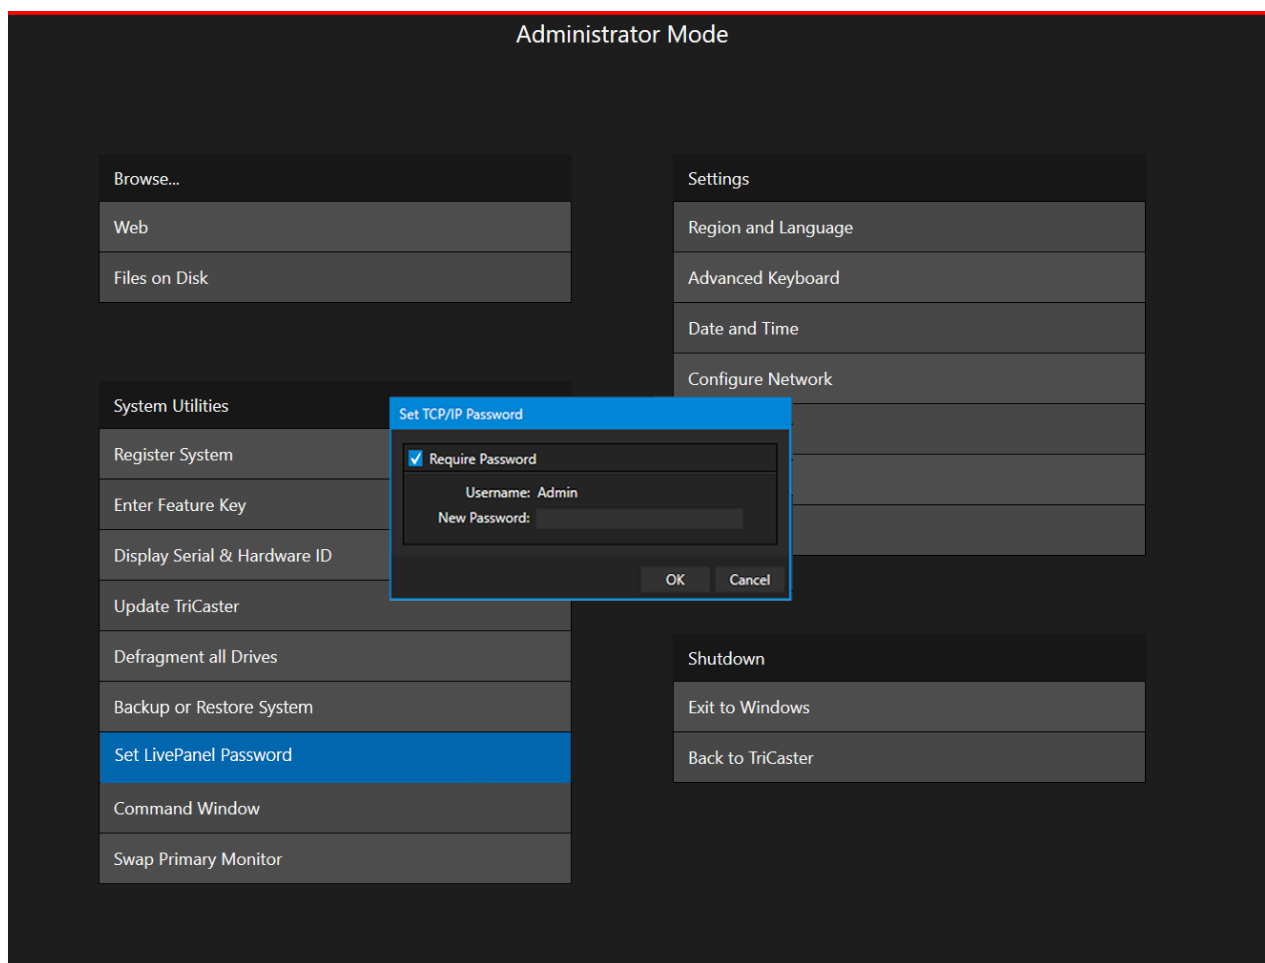 Administrator Mode
Browse...
Web
Files on Disk
System Utilities
Register System
Enter Feature Key
Display Serial & Hardware ID
Update TriCaster
Defragment all Drives
Backup or Restore System
Set LivePanel Password
Command Window
Swap Primary Monitor
Settings
Region and Language
Advanced Keyboard
Date and Time
Configure Network
Set TCP/IP Password
Require Password
Username: Admin
New Password:
OK Cancel
Shutdown
Exit to Windows
Back to TriCaster